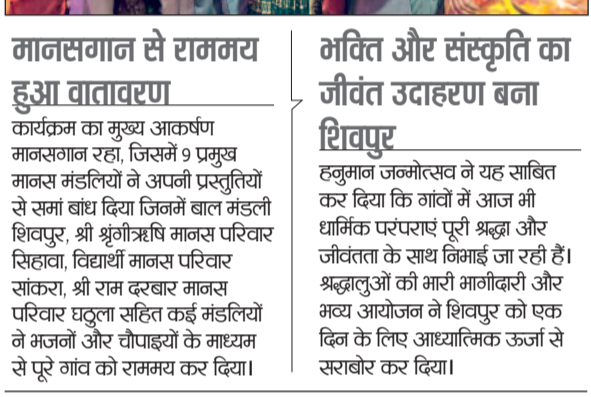 मानसगान से राममय
हुआ वातावरण
कार्यक्रम का मुख्य आकर्षण
मानसगान रहा, जिसमें 9 प्रमुख
मानस मंडलियों ने अपनी प्रस्तुतियों
से समां बांध दिया जिनमें बाल मंडली
शिवपुर, श्री श्रृंगीऋषि मानस परिवार
सिहावा, विद्यार्थी मानस परिवार
सांकरा, श्री राम दरबार मानस
परिवार घठुला सहित कई मंडलियों
ने भजनों और चौपाइयों के माध्यम
से पूरे गांव को राममय कर दिया।
भक्ति और संस्कृति का
जीवंत उदाहरण बना
शिवपुर
हनुमान जन्मोत्सव ने यह साबित
कर दिया कि गांवों में आज भी
धार्मिक परंपराएं पूरी श्रद्धा और
जीवंतता के साथ निभाई जा रही हैं।
श्रद्धालुओं की भारी भागीदारी और
भव्य आयोजन ने शिवपुर को एक
दिन के लिए आध्यात्मिक ऊर्जा से
सराबोर कर दिया।